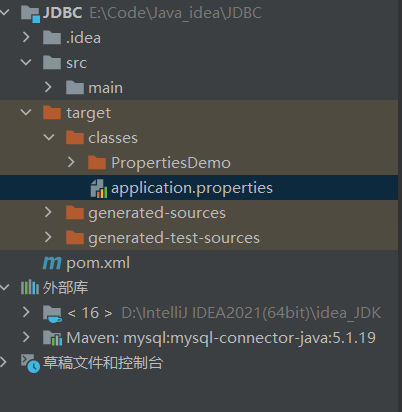 JDBC E:\Code\Java_idea\JDBC
.idea
src
main
target
classes
PropertiesDemo
application.properties
generated-sources
generated-test-sources
m pom.xml
外部库
< 16 > D:\IntelliJ IDEA2021(64bit)\idea_JDK
Maven: mysql:mysql-connector-java:5.1.19
草稿文件和控制台